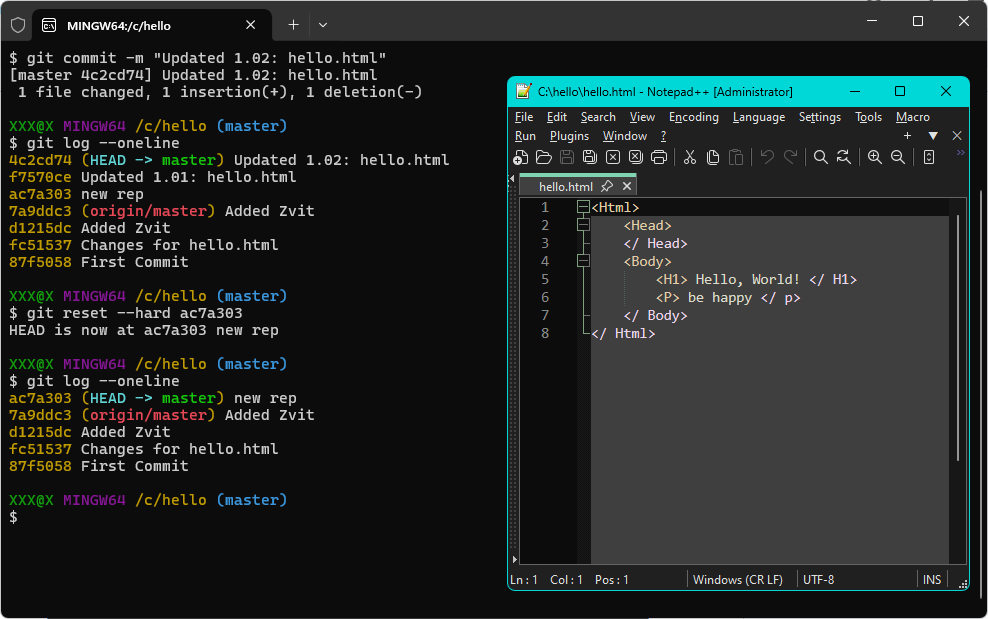 MINGW64:/c/hello
$ git commit -m "Updated 1.02: hello.html"
[master 4c2cd74] Updated 1.02: hello.html
 1 file changed, 1 insertion(+), 1 deletion(-)
XXX@X MINGW64 /c/hello (master)
$ git log --oneline
4c2cd74 (HEAD -> master) Updated 1.02: hello.html
f7570ce Updated 1.01: hello.html
ac7a303 new rep
7a9ddc3 (origin/master) Added Zvit
d1215dc Added Zvit
fc51537 Changes for hello.html
87f5058 First Commit
XXX@X MINGW64 /c/hello (master)
$ git reset --hard ac7a303
HEAD is now at ac7a303 new rep
XXX@X MINGW64 /c/hello (master)
$ git log --oneline
ac7a303 (HEAD -> master) new rep
7a9ddc3 (origin/master) Added Zvit
d1215dc Added Zvit
fc51537 Changes for hello.html
87f5058 First Commit
XXX@X MINGW64 /c/hello (master)
$
C:\hello\hello.html - Notepad++ [Administrator]
File Edit Search View Encoding Language Settings Tools Macro
Run Plugins Window ?
hello.html
1 <Html>
2     <Head>
3     </ Head>
4     <Body>
5         <H1> Hello, World! </ H1>
6         <P> be happy </ p>
7     </ Body>
8 </ Html>
Ln : 1 Col : 1 Pos : 1 Windows (CR LF) UTF-8 INS